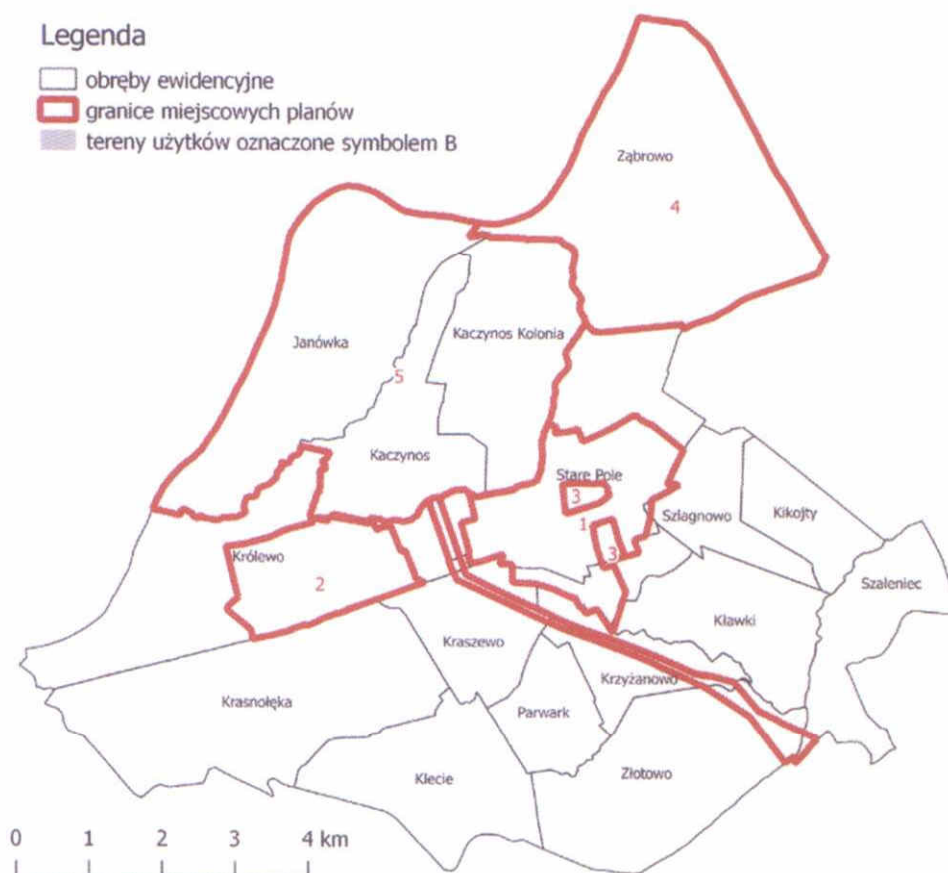 Legenda
obręby ewidencyjne
granice miejscowych planów
tereny użytków oznaczone symbolem B
Ząbrowo
4
Janówka
Kaczynos Kolonia
5
Kaczynos
Stare Pole
3
Szlagnowo
Kikojty
1
3
Królewo
2
Szaleniec
Kławki
Kraszewo
Krzyżanowo
Krasnołęka
Parwark
Klecie
Złotowo
0 1 2 3 4 km